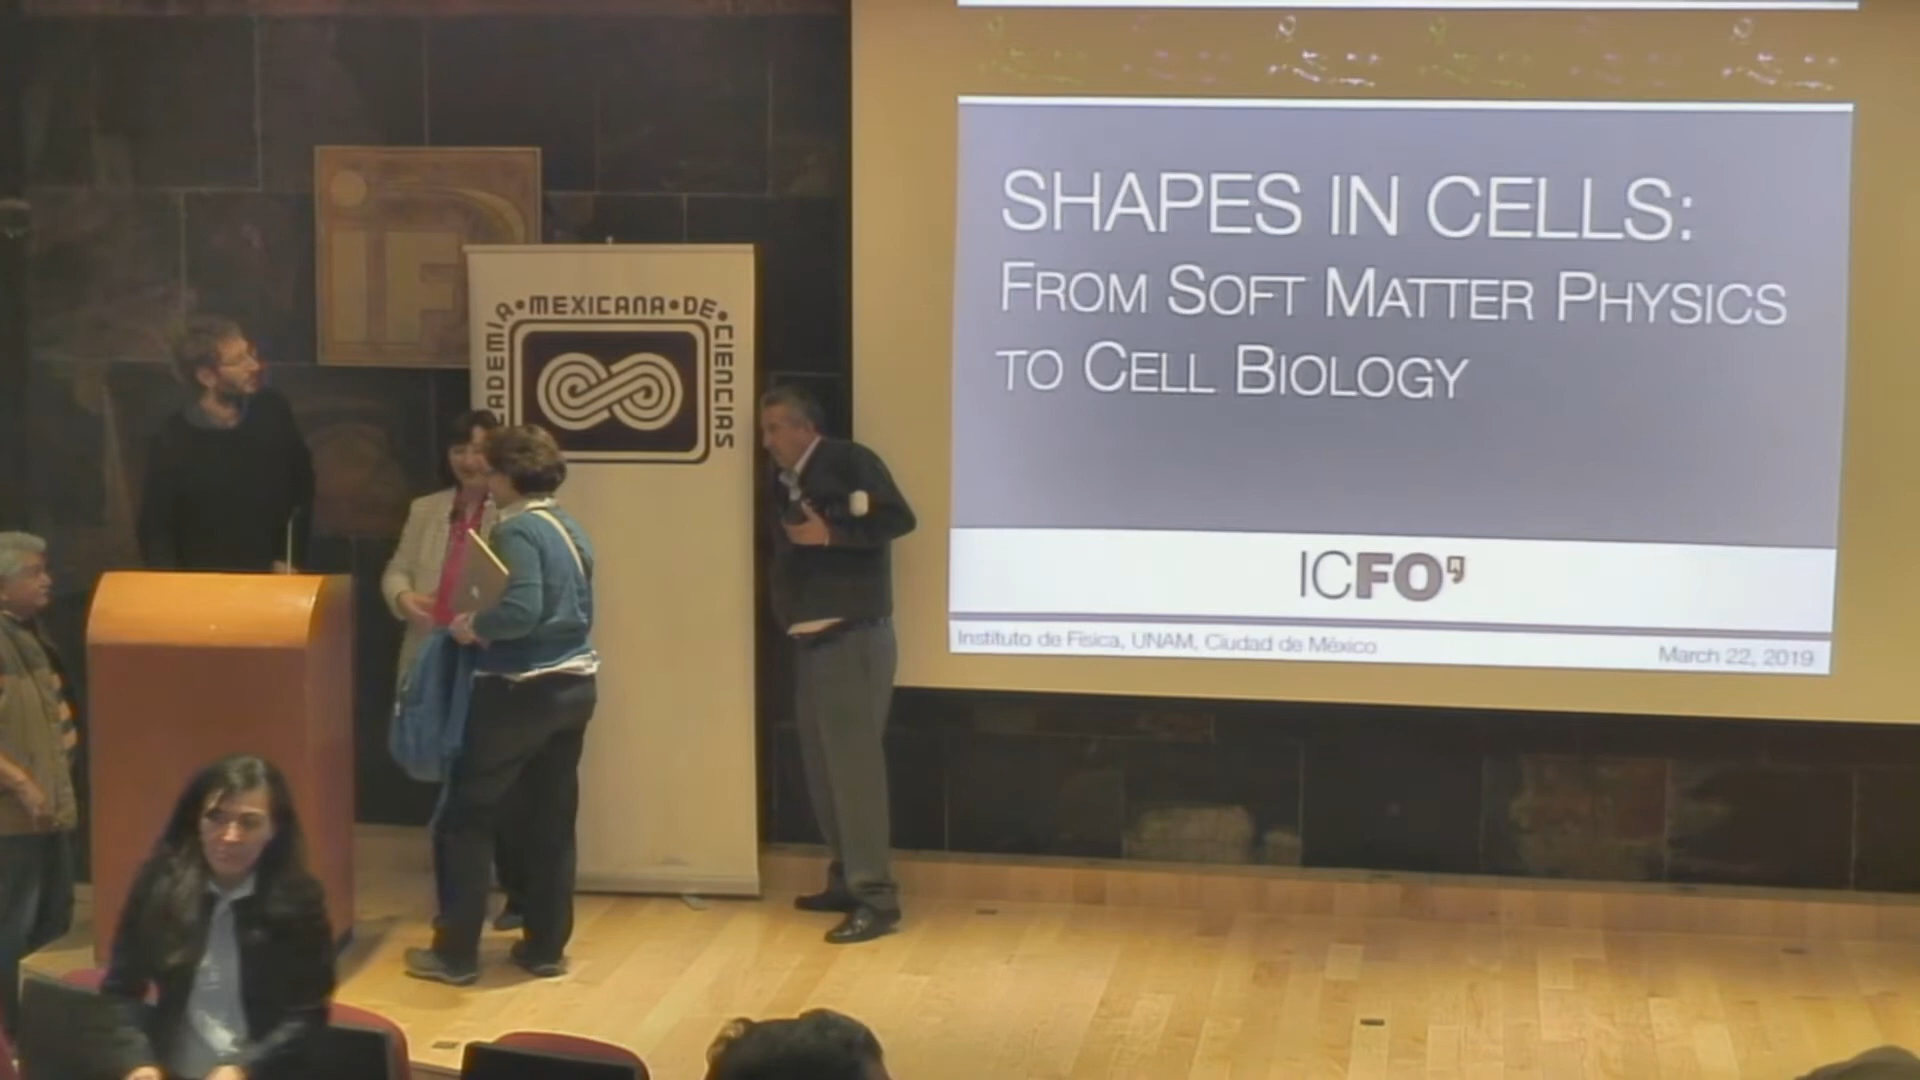 ACADEMIA•MEXICANA•DE•CIENCIAS
IF
SHAPES IN CELLS:
FROM SOFT MATTER PHYSICS
TO CELL BIOLOGY
ICFO
Instituto de Física, UNAM, Ciudad de México
March 22, 2019